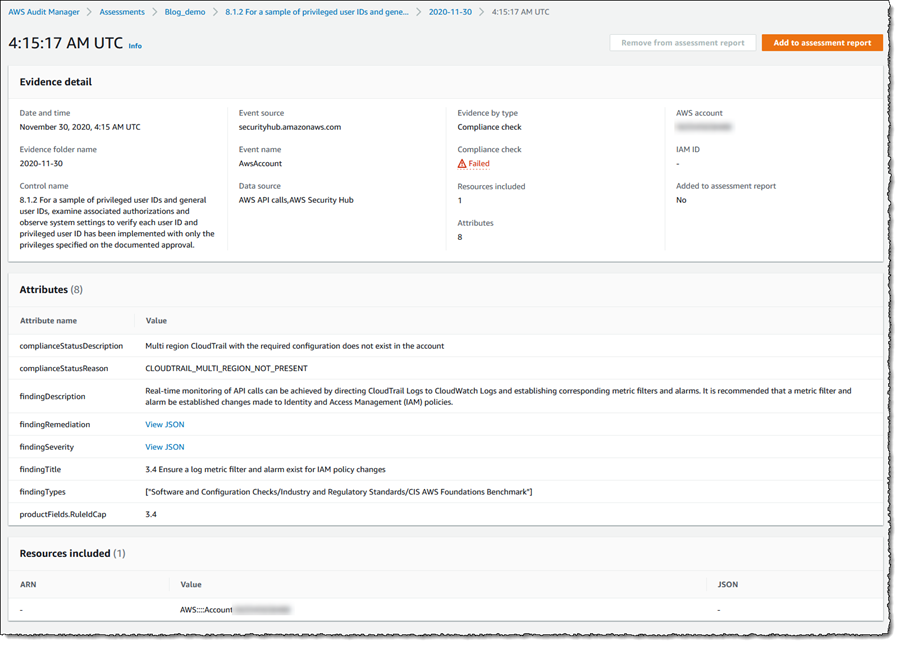 AWS Audit Manager > Assessments > Blog_demo > 8.1.2 For a sample of privileged user IDs and gene... > 2020-11-30 > 4:15:17 AM UTC
4:15:17 AM UTC Info
Remove from assessment report
Add to assessment report
Evidence detail
Date and time
November 30, 2020, 4:15 AM UTC
Evidence folder name
2020-11-30
Control name
8.1.2 For a sample of privileged user IDs and general
user IDs, examine associated authorizations and
observe system settings to verify each user ID and
privileged user ID has been implemented with only the
privileges specified on the documented approval.
Event source
securityhub.amazonaws.com
Event name
AwsAccount
Data source
AWS API calls,AWS Security Hub
Evidence by type
Compliance check
Compliance check
Failed
Resources included
1
Attributes
8
AWS account
IAM ID
-
Added to assessment report
No
Attributes (8)
Attribute name Value
complianceStatusDescription Multi region CloudTrail with the required configuration does not exist in the account
complianceStatusReason CLOUDTRAIL_MULTI_REGION_NOT_PRESENT
findingDescription Real-time monitoring of API calls can be achieved by directing CloudTrail Logs to CloudWatch Logs and establishing corresponding metric filters and alarms. It is recommended that a metric filter and
alarm be established changes made to Identity and Access Management (IAM) policies.
findingRemediation View JSON
findingSeverity View JSON
findingTitle 3.4 Ensure a log metric filter and alarm exist for IAM policy changes
findingTypes ["Software and Configuration Checks/Industry and Regulatory Standards/CIS AWS Foundations Benchmark"]
productFields.RuleIdCap 3.4
Resources included (1)
ARN Value JSON
- AWS::::Account -